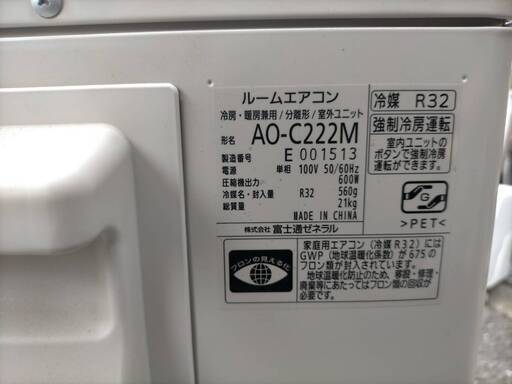 ルームエアコン
冷房・暖房兼用/分離形/室外ユニット
形名 AO-C222M
製造番号 E 001513
電源 単相 100V 50/60Hz
圧縮機出力 600W
冷媒名・封入量 R32 560g
総質量 21kg
MADE IN CHINA
株式会社 富士通ゼネラル
冷媒 R32
強制冷房運転
室内ユニットの
ボタンで強制冷房
運転ができます。
G
>PET<
フロンの見える化
家庭用エアコン(冷媒R32)には
GWP(地球温暖化係数)が675の
フロン類が封入されています。
地球温暖化防止のため、移設・修理・
廃棄等にあたってはフロン類の回収が
必要です。